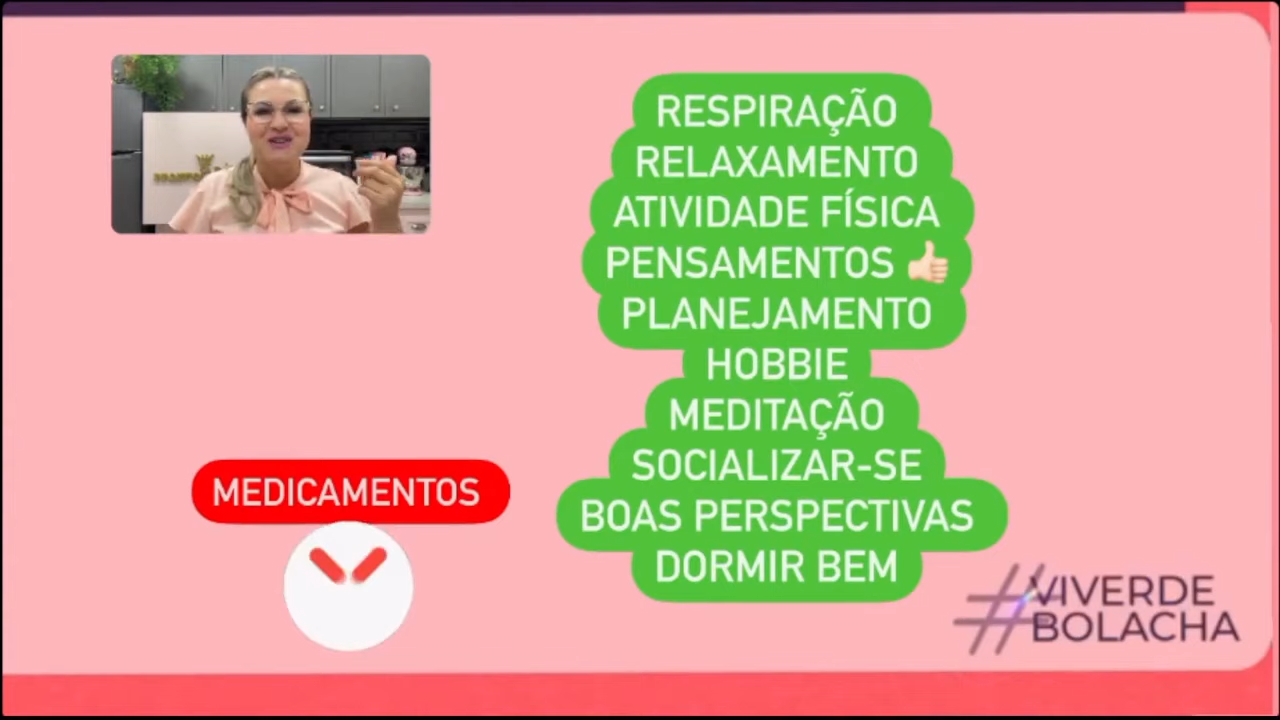 RESPIRAÇÃO
RELAXAMENTO
ATIVIDADE FÍSICA
PENSAMENTOS 👍🏻
PLANEJAMENTO
HOBBIE
MEDITAÇÃO
SOCIALIZAR-SE
BOAS PERSPECTIVAS
DORMIR BEM
MEDICAMENTOS
#VIVERDE
BOLACHA